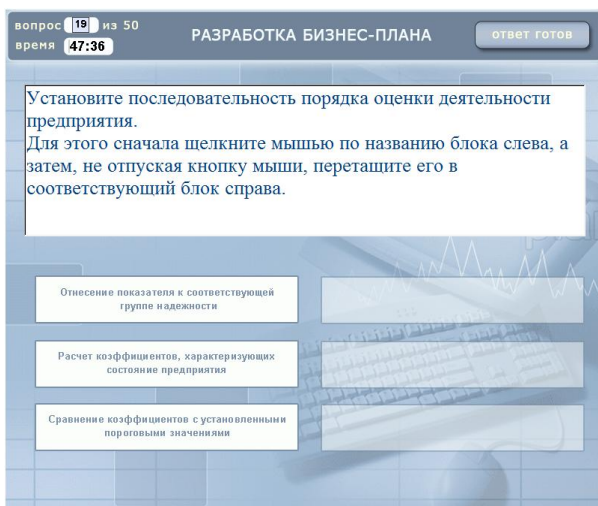 вопрос 19 из 50
время 47:36
РАЗРАБОТКА БИЗНЕС-ПЛАНА
ответ готов
Установите последовательность порядка оценки деятельности
предприятия.
Для этого сначала щелкните мышью по названию блока слева, а
затем, не отпуская кнопку мыши, перетащите его в
соответствующий блок справа.
Отнесение показателя к соответствующей
группе надежности
Расчет коэффициентов, характеризующих
состояние предприятия
Сравнение коэффициентов с установленными
пороговыми значениями